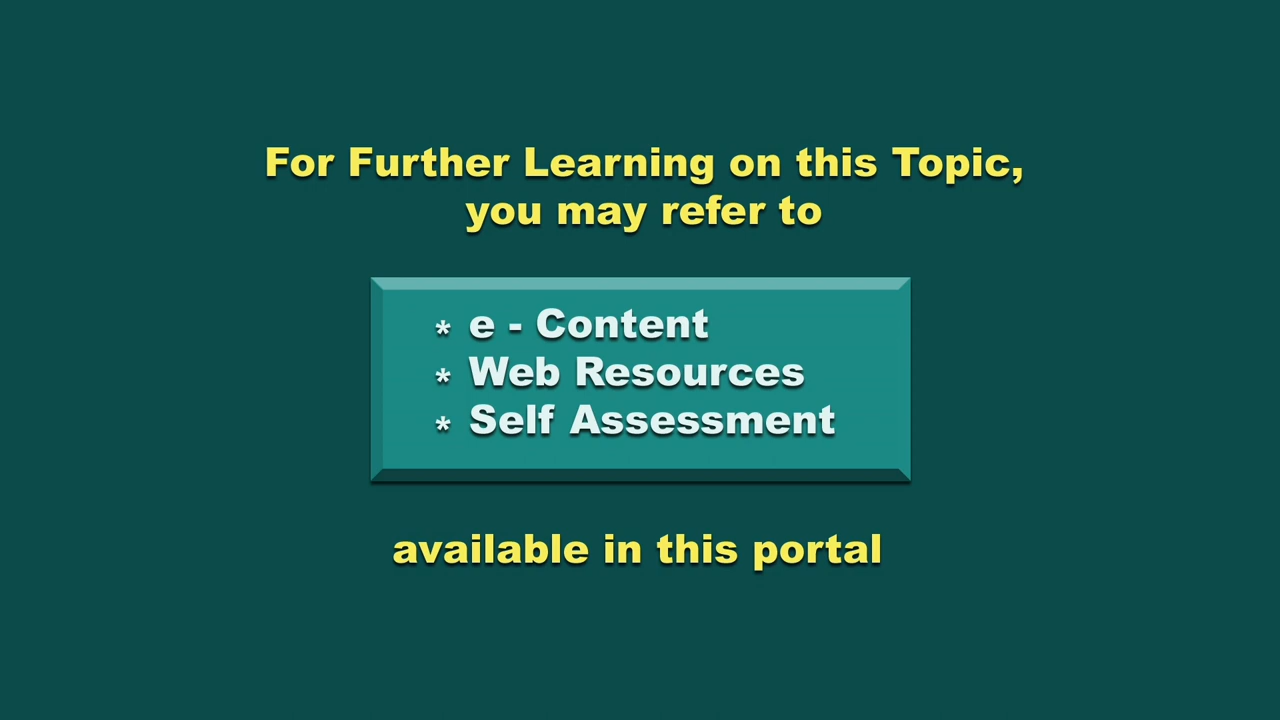 For Further Learning on this Topic,
you may refer to
* e - Content
* Web Resources
* Self Assessment
available in this portal